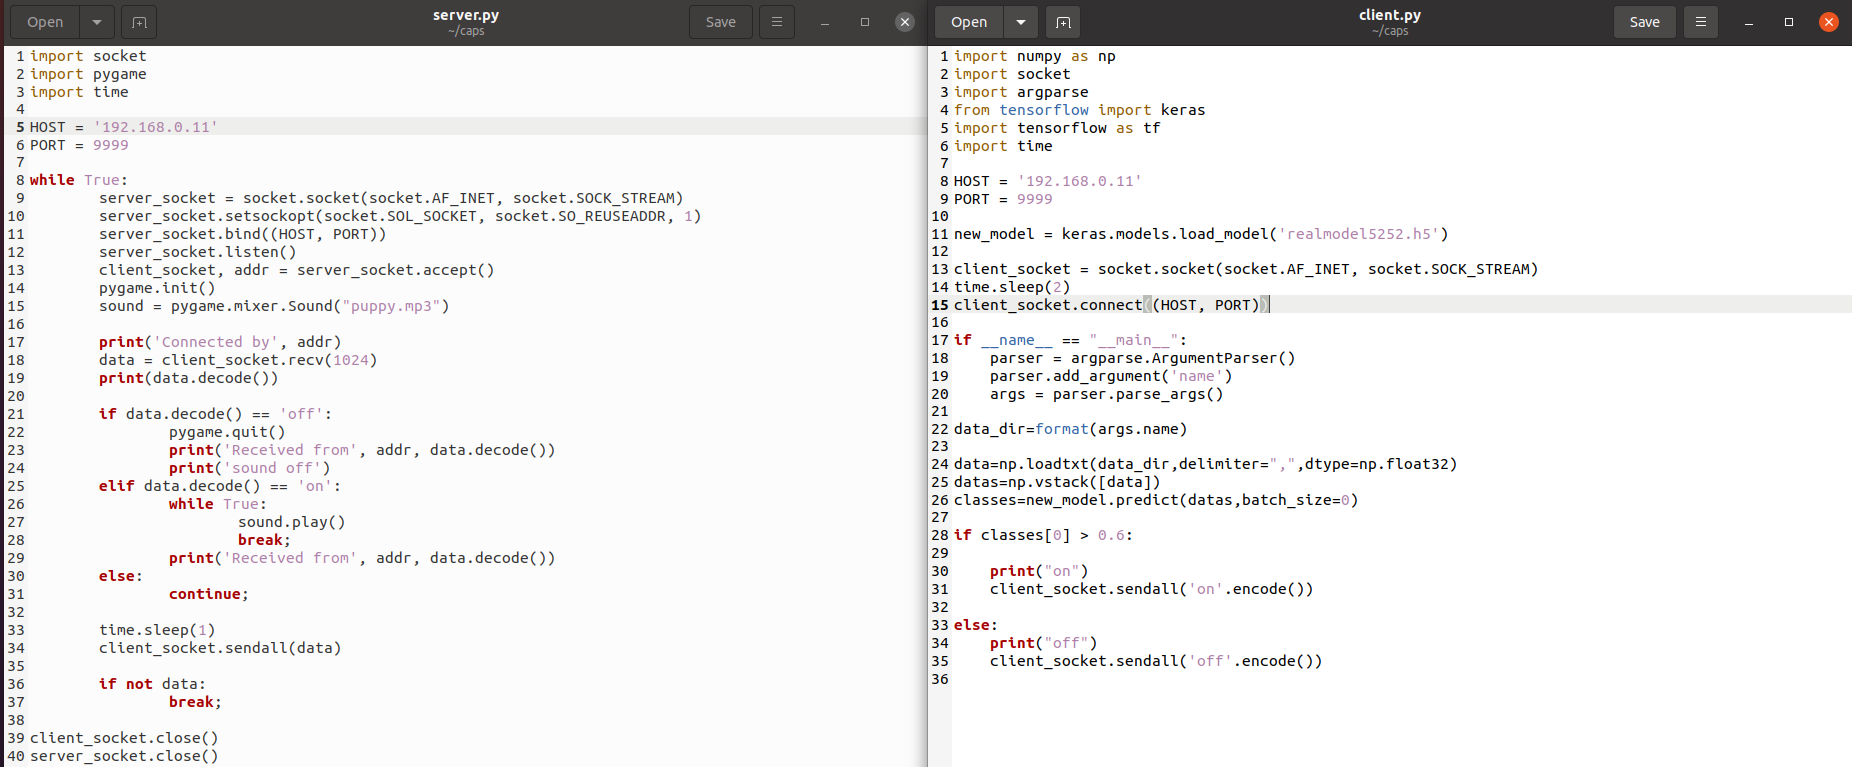 Open
server.py
~/caps
Save
1 import socket
2 import pygame
3 import time
4
5 HOST = '192.168.0.11'
6 PORT = 9999
7
8 while True:
9 server_socket = socket.socket(socket.AF_INET, socket.SOCK_STREAM)
10 server_socket.setsockopt(socket.SOL_SOCKET, socket.SO_REUSEADDR, 1)
11 server_socket.bind((HOST, PORT))
12 server_socket.listen()
13 client_socket, addr = server_socket.accept()
14 pygame.init()
15 sound = pygame.mixer.Sound("puppy.mp3")
16
17 print('Connected by', addr)
18 data = client_socket.recv(1024)
19 print(data.decode())
20
21 if data.decode() == 'off':
22 pygame.quit()
23 print('Received from', addr, data.decode())
24 print('sound off')
25 elif data.decode() == 'on':
26 while True:
27 sound.play()
28 break;
29 print('Received from', addr, data.decode())
30 else:
31 continue;
32
33 time.sleep(1)
34 client_socket.sendall(data)
35
36 if not data:
37 break;
38
39 client_socket.close()
40 server_socket.close()
Open
client.py
~/caps
Save
1 import numpy as np
2 import socket
3 import argparse
4 from tensorflow import keras
5 import tensorflow as tf
6 import time
7
8 HOST = '192.168.0.11'
9 PORT = 9999
10
11 new_model = keras.models.load_model('realmodel5252.h5')
12
13 client_socket = socket.socket(socket.AF_INET, socket.SOCK_STREAM)
14 time.sleep(2)
15 client_socket.connect((HOST, PORT))
16
17 if __name__ == "__main__":
18 parser = argparse.ArgumentParser()
19 parser.add_argument('name')
20 args = parser.parse_args()
21
22 data_dir=format(args.name)
23
24 data=np.loadtxt(data_dir,delimiter=",",dtype=np.float32)
25 datas=np.vstack([data])
26 classes=new_model.predict(datas,batch_size=0)
27
28 if classes[0] > 0.6:
29
30 print("on")
31 client_socket.sendall('on'.encode())
32
33 else:
34 print("off")
35 client_socket.sendall('off'.encode())
36